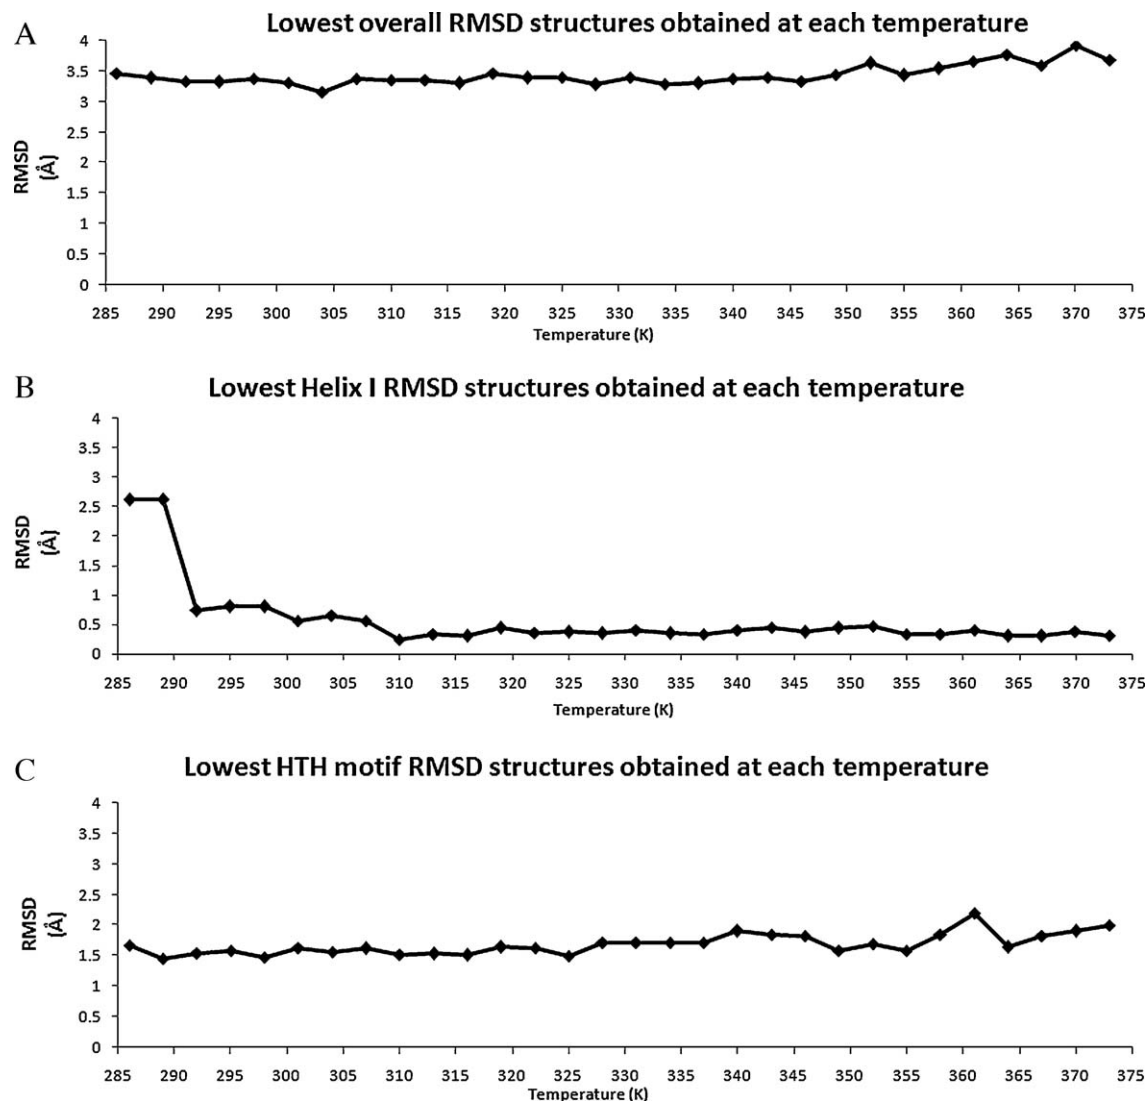 A
Lowest overall RMSD structures obtained at each temperature
4
3.5
3
2.5
2
1.5
1
0.5
0
RMSD
(Å)
285 290 295 300 305 310 315 320 325 330 335 340 345 350 355 360 365 370 375
Temperature (K)
B
Lowest Helix I RMSD structures obtained at each temperature
4
3.5
3
2.5
2
1.5
1
0.5
0
RMSD
(Å)
285 290 295 300 305 310 315 320 325 330 335 340 345 350 355 360 365 370 375
Temperature (K)
C
Lowest HTH motif RMSD structures obtained at each temperature
4
3.5
3
2.5
2
1.5
1
0.5
0
RMSD
(Å)
285 290 295 300 305 310 315 320 325 330 335 340 345 350 355 360 365 370 375
Temperature (K)